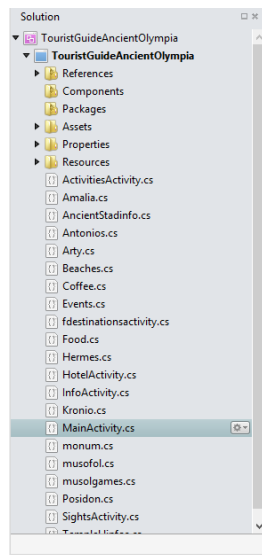 Solution
TouristGuideAncientOlympia
TouristGuideAncientOlympia
References
Components
Packages
Assets
Properties
Resources
ActivitiesActivity.cs
Amalia.cs
AncientStadinfo.cs
Antonios.cs
Arty.cs
Beaches.cs
Coffee.cs
Events.cs
fdestinationsactivity.cs
Food.cs
Hermes.cs
HotelActivity.cs
InfoActivity.cs
Kronio.cs
MainActivity.cs
monum.cs
musofol.cs
musolgames.cs
Posidon.cs
SightsActivity.cs